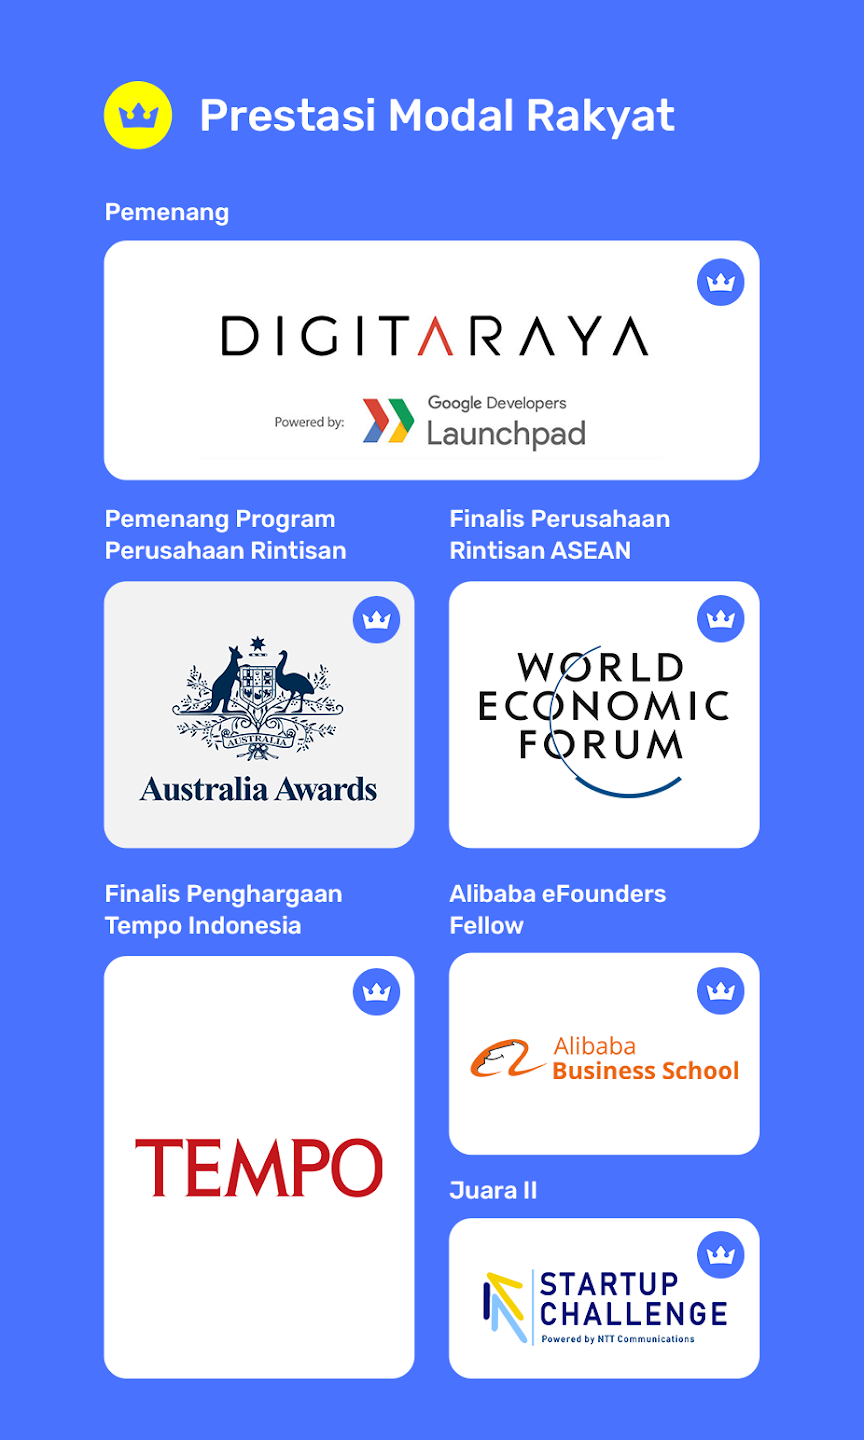 Prestasi Modal Rakyat
Pemenang
DIGITARAYA
Powered by:
Google Developers
Launchpad
Pemenang Program
Perusahaan Rintisan
AUSTRALIA
Australia Awards
Finalis Perusahaan
Rintisan ASEAN
WORLD
ECONOMIC
FORUM
Finalis Penghargaan
Tempo Indonesia
TEMPO
Alibaba eFounders
Fellow
Alibaba
Business School
Juara II
STARTUP
CHALLENGE
Powered by NTT Communications